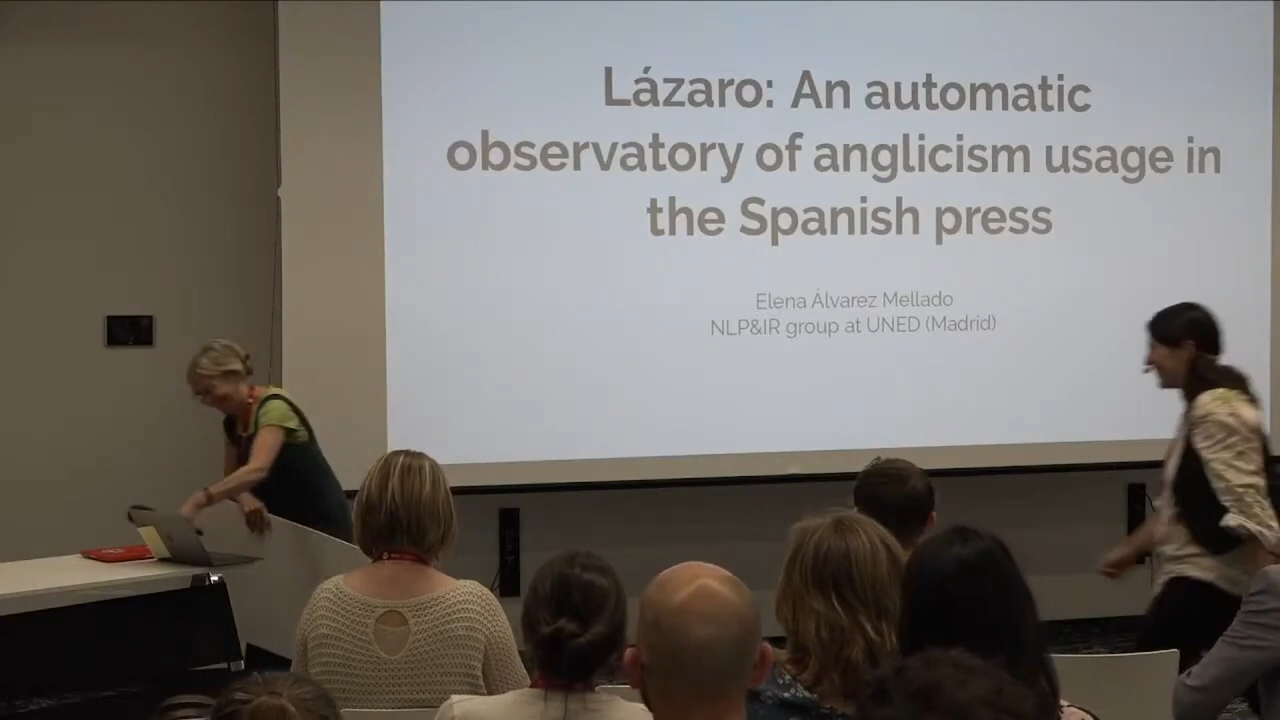 Lázaro: An automatic
observatory of anglicism usage in
the Spanish press
Elena Álvarez Mellado
NLP&IR group at UNED (Madrid)